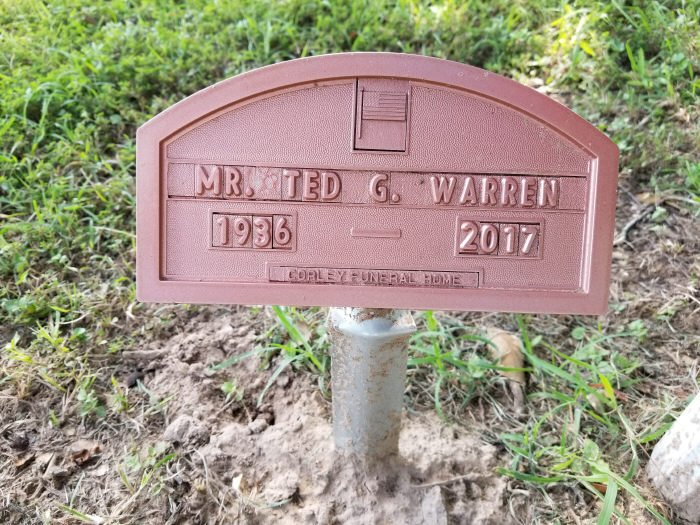 MR. TED G. WARREN
1936 — 2017
CORLEY FUNERAL HOME